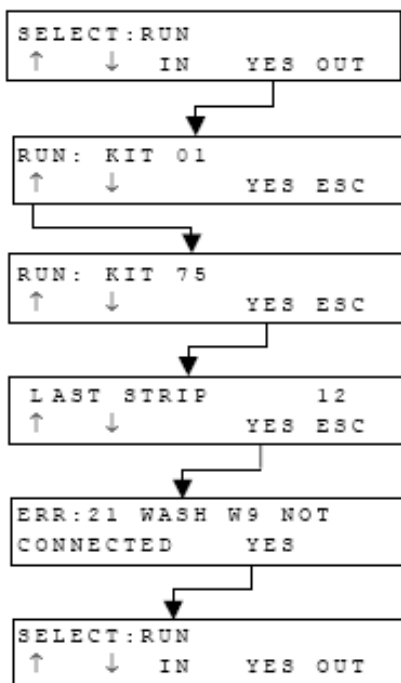 SELECT:RUN
↑ ↓ IN YES OUT
RUN: KIT 01
↑ ↓ YES ESC
RUN: KIT 75
↑ ↓ YES ESC
LAST STRIP 12
↑ ↓ YES ESC
ERR:21 WASH W9 NOT
CONNECTED YES
SELECT:RUN
↑ ↓ IN YES OUT